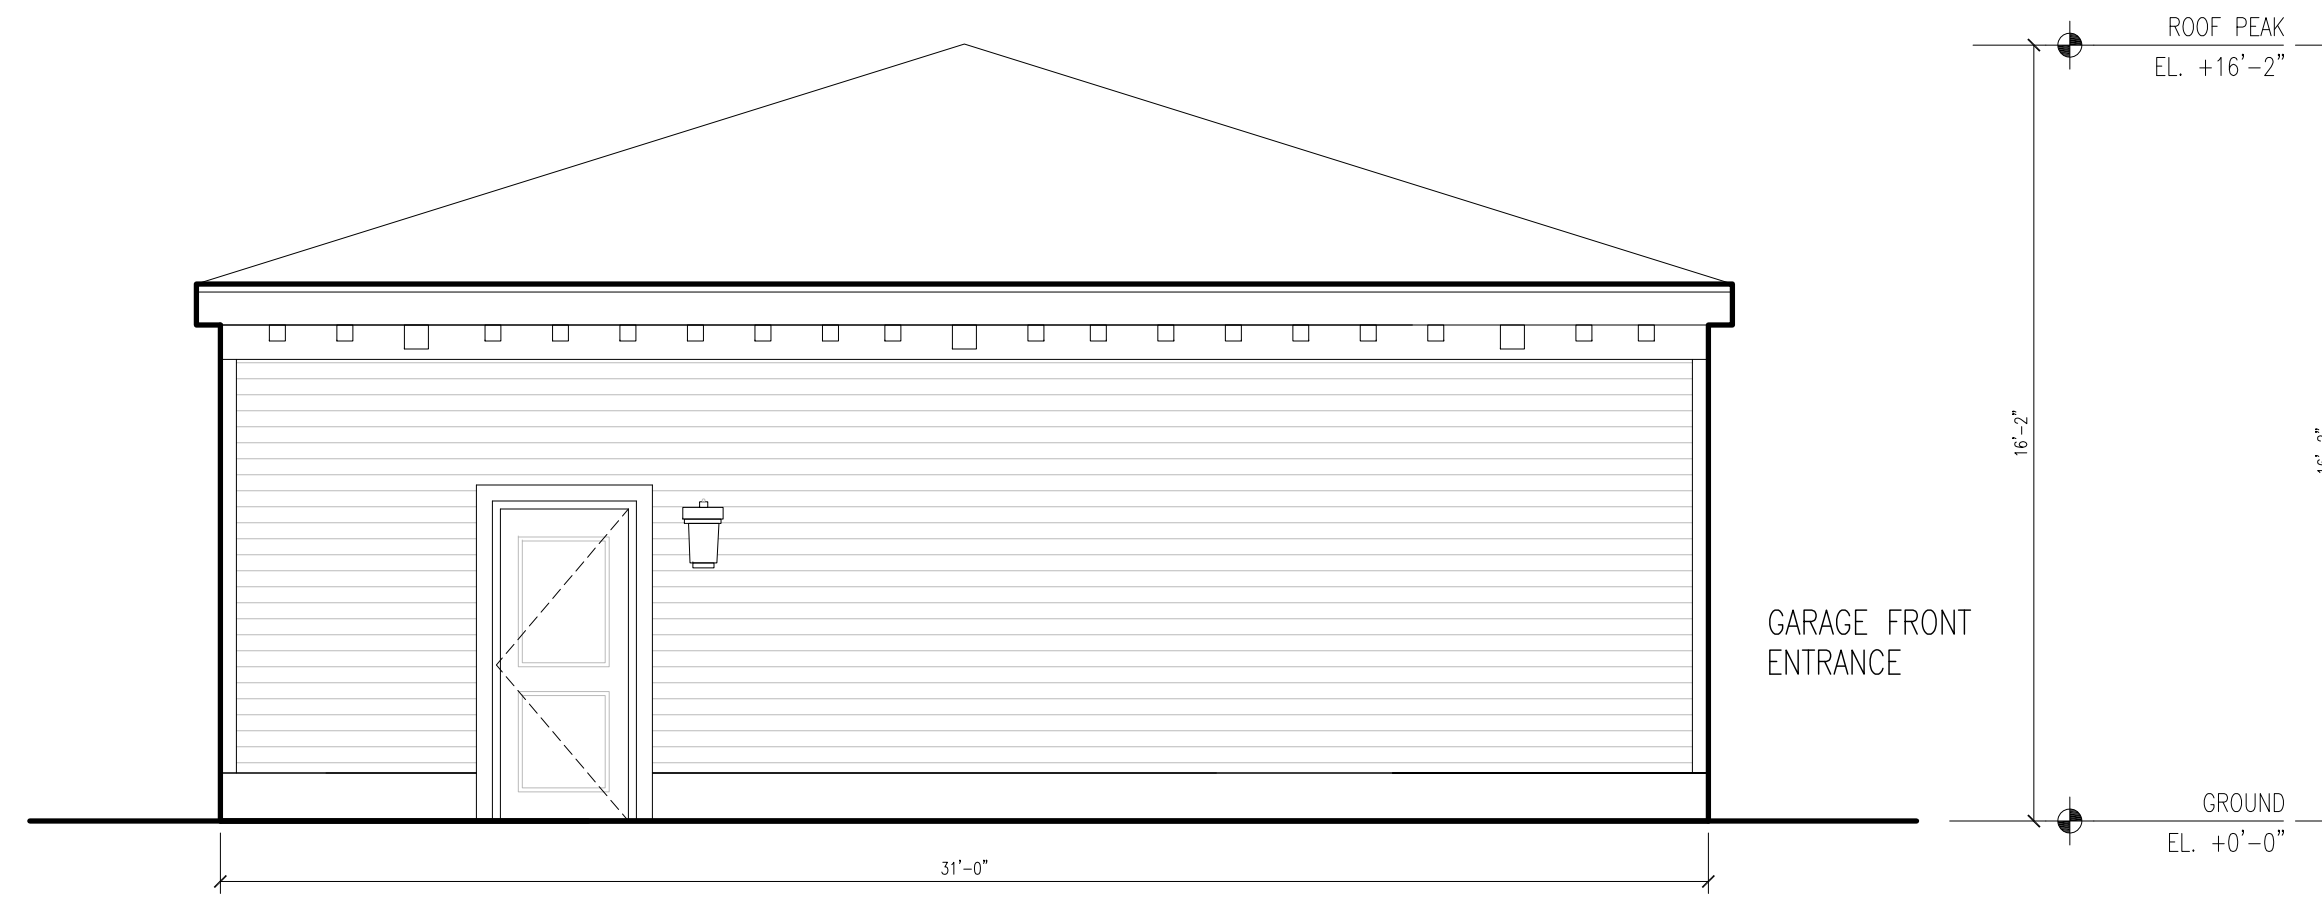 ROOF PEAK
EL. +16'-2"
16'-2"
GARAGE FRONT
ENTRANCE
GROUND
EL. +0'-0"
31'-0"